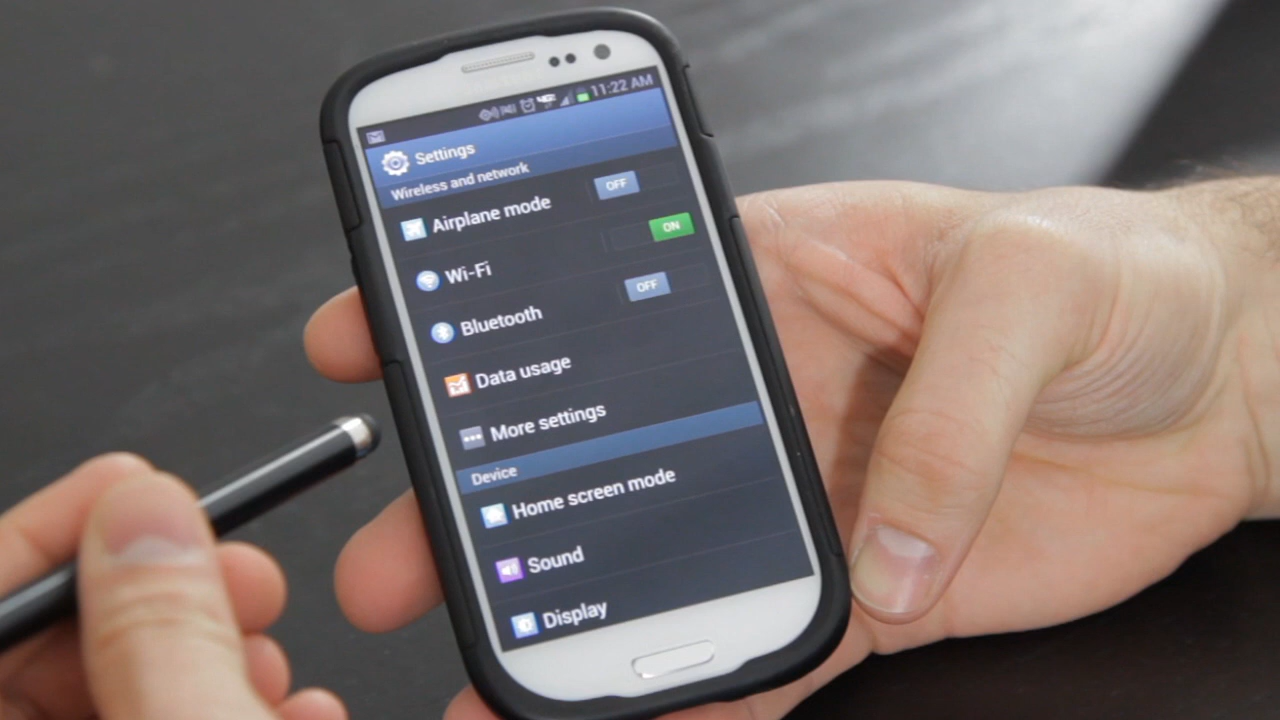 11:22 AM
Settings
Wireless and network
Airplane mode OFF
Wi-Fi ON
Bluetooth OFF
Data usage
More settings
Device
Home screen mode
Sound
Display